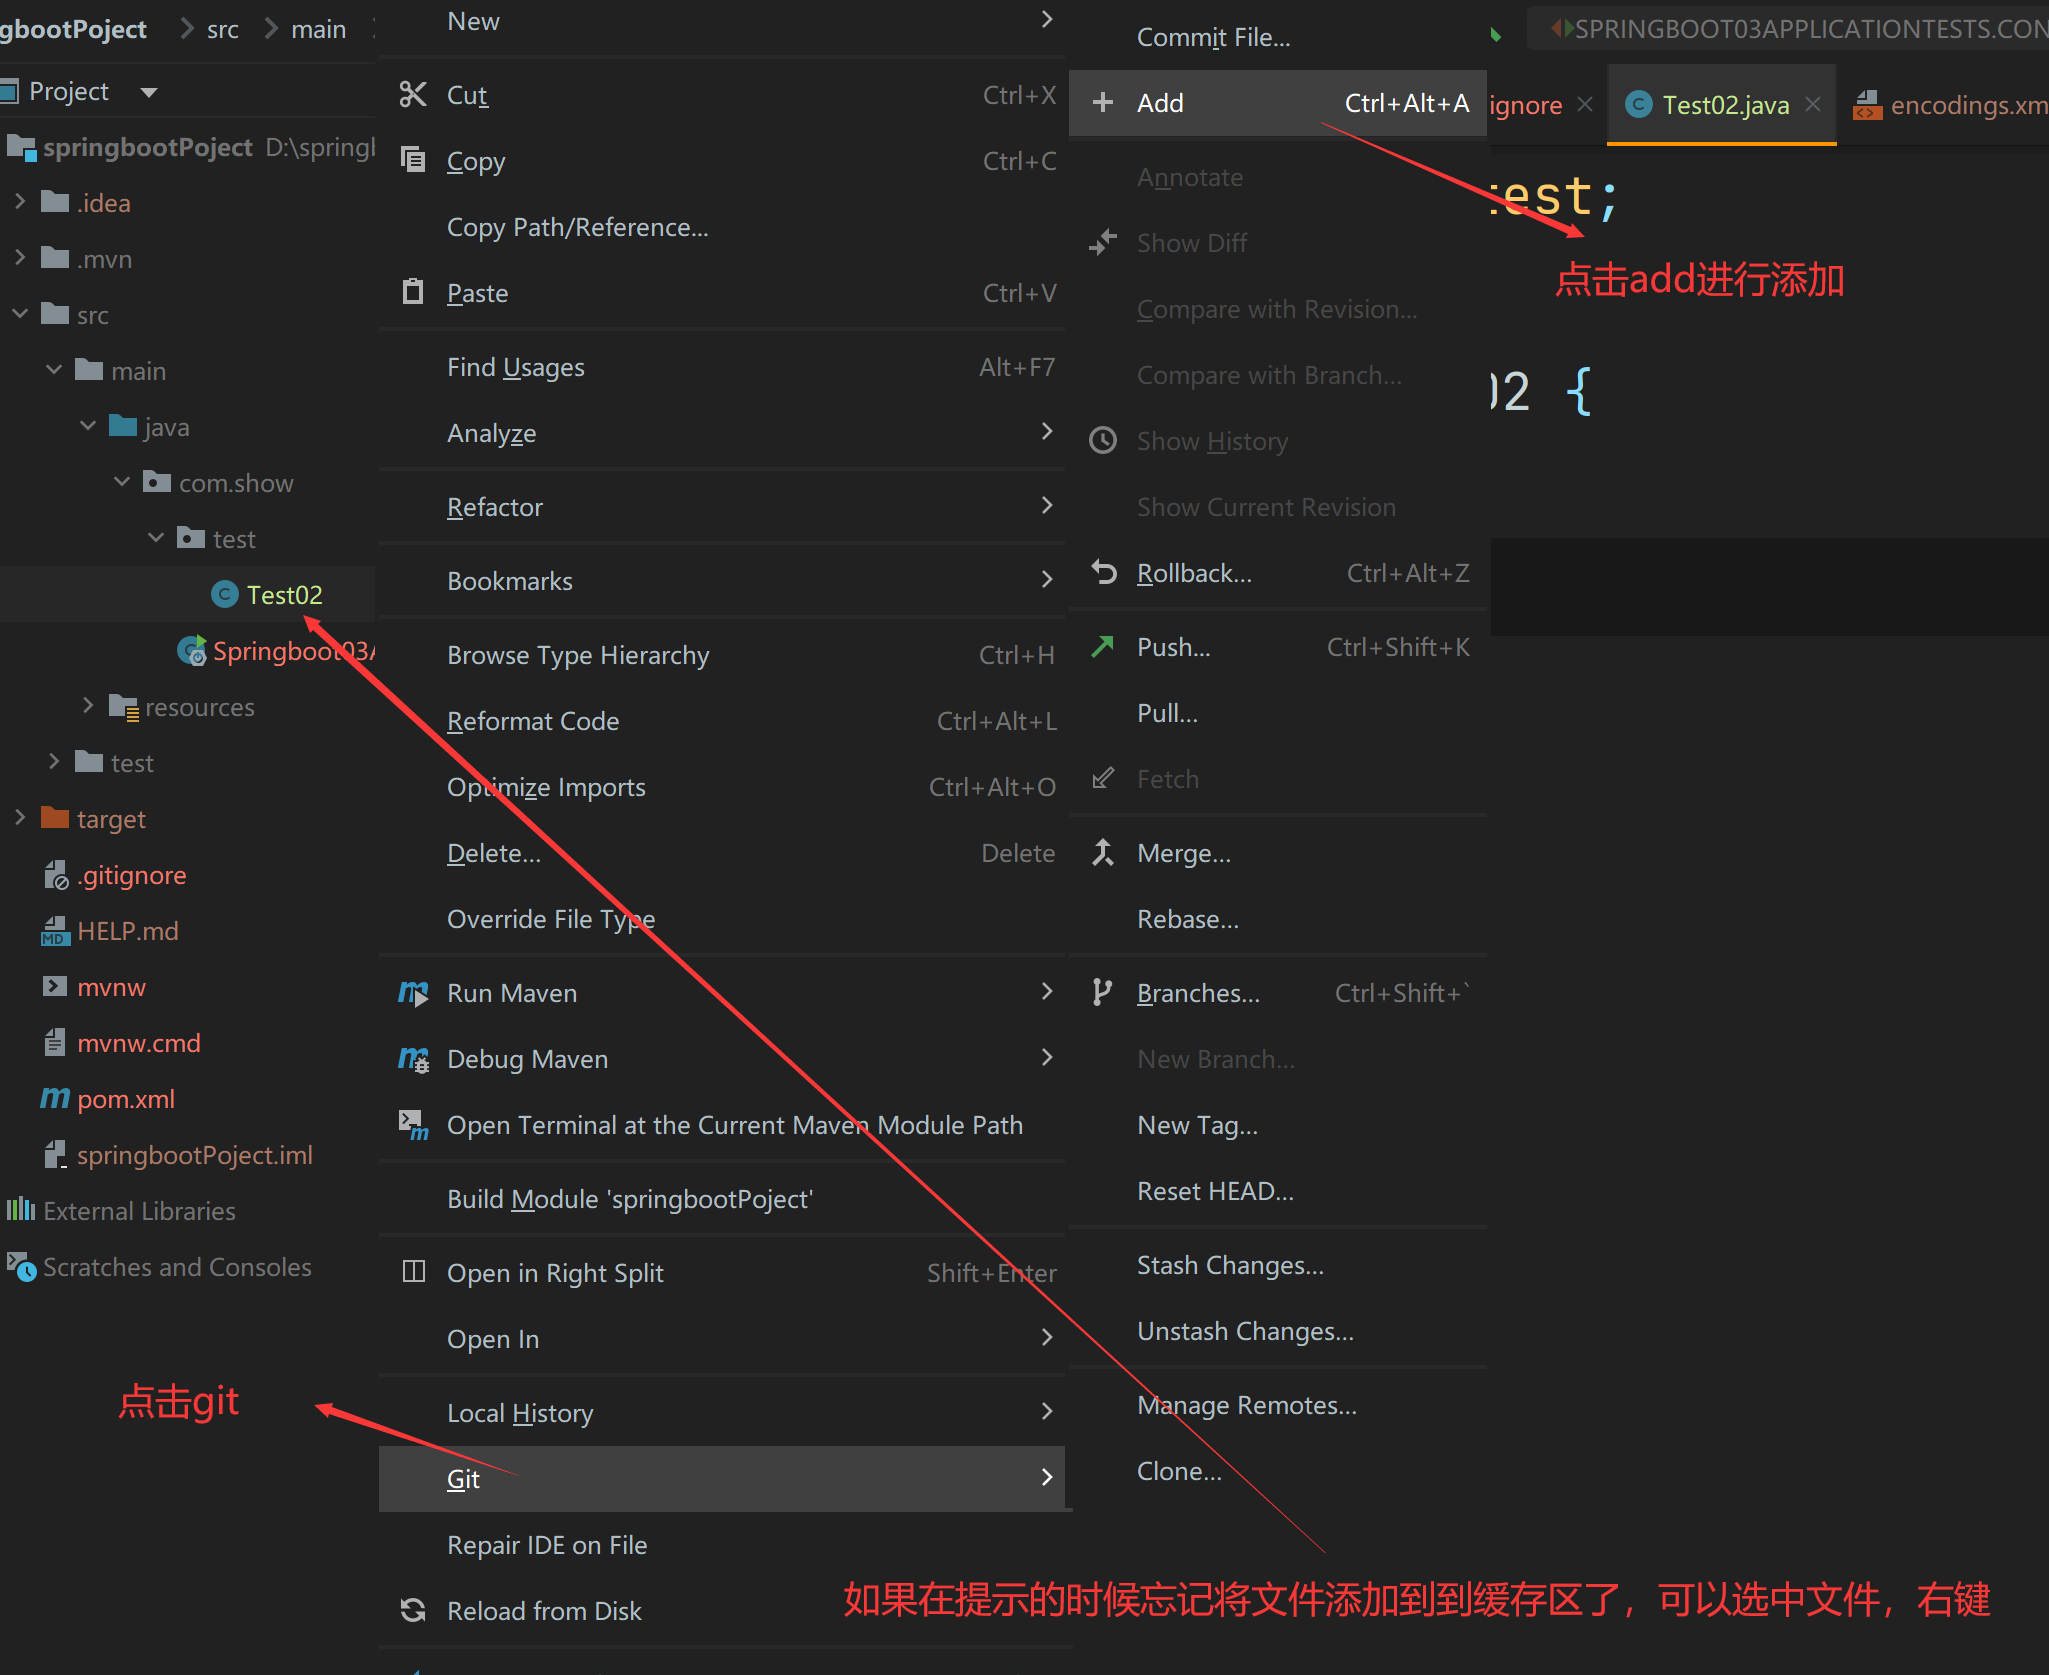 gbootPoject src main
Project
springbootPoject D:\spring
.idea
.mvn
src
main
java
com.show
test
Test02
Springboot03A
resources
test
target
.gitignore
HELP.md
mvnw
mvnw.cmd
pom.xml
springbootPoject.iml
External Libraries
Scratches and Consoles
点击git
New
Cut Ctrl+X
Copy Ctrl+C
Copy Path/Reference...
Paste Ctrl+V
Find Usages Alt+F7
Analyze
Refactor
Bookmarks
Browse Type Hierarchy Ctrl+H
Reformat Code Ctrl+Alt+L
Optimize Imports Ctrl+Alt+O
Delete... Delete
Override File Type
Run Maven
Debug Maven
Open Terminal at the Current Maven Module Path
Build Module 'springbootPoject'
Open in Right Split Shift+Enter
Open In
Local History
Git
Repair IDE on File
Reload from Disk
Commit File...
Add Ctrl+Alt+A
Annotate
Show Diff
Compare with Revision...
Compare with Branch...
Show History
Show Current Revision
Rollback... Ctrl+Alt+Z
Push... Ctrl+Shift+K
Pull...
Fetch
Merge...
Rebase...
Branches... Ctrl+Shift+`
New Branch...
New Tag...
Reset HEAD...
Stash Changes...
Unstash Changes...
Manage Remotes...
Clone...
SPRINGBOOT03APPLICATIONTESTS.CON
ignore Test02.java encodings.xm
test;
点击add进行添加
02 {
如果在提示的时候忘记将文件添加到到缓存区了，可以选中文件，右键